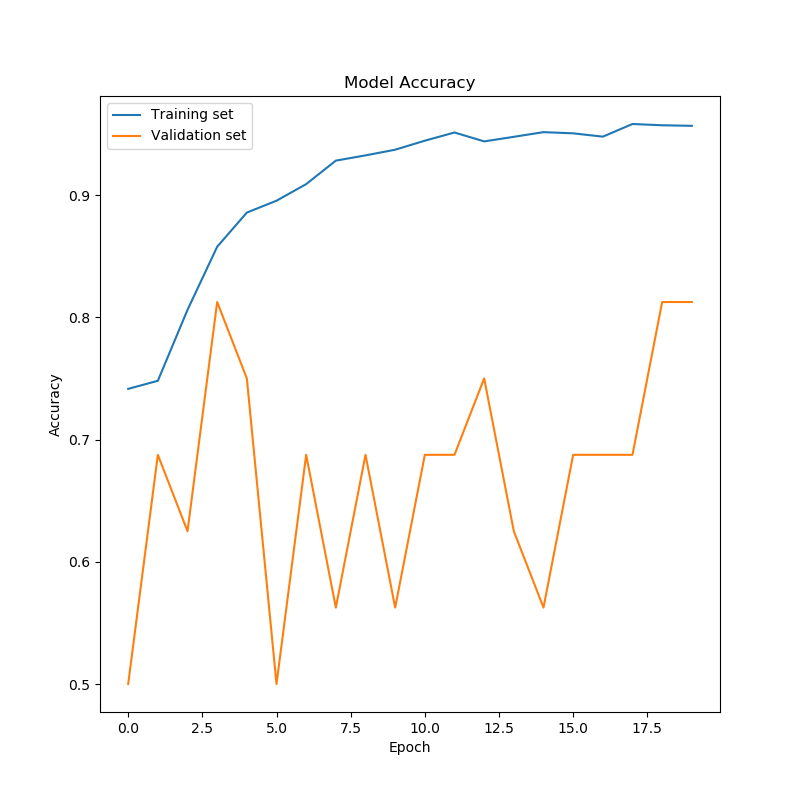 Model Accuracy
Training set
Validation set
Accuracy
0.9
0.8
0.7
0.6
0.5
0.0 2.5 5.0 7.5 10.0 12.5 15.0 17.5
Epoch